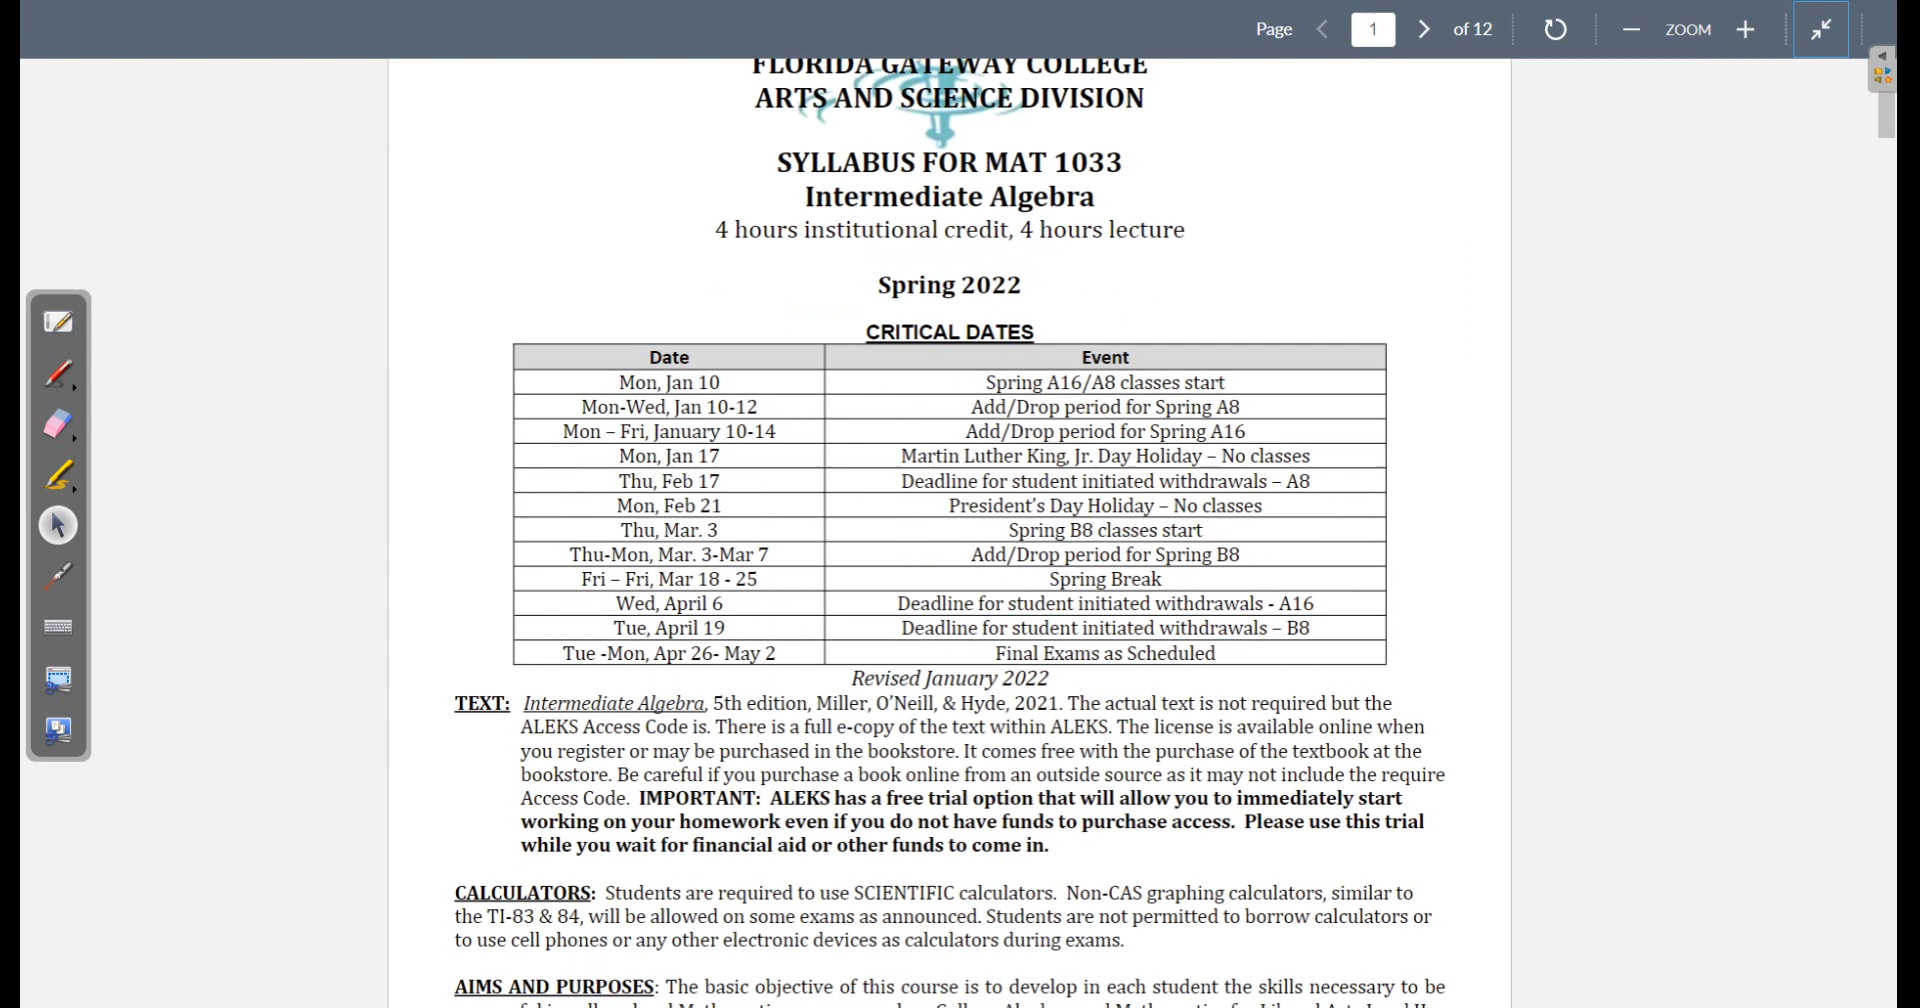 Page 1 of 12 ZOOM
FLORIDA GATEWAY COLLEGE
ARTS AND SCIENCE DIVISION
SYLLABUS FOR MAT 1033
Intermediate Algebra
4 hours institutional credit, 4 hours lecture
Spring 2022
CRITICAL DATES
Date Event
Mon, Jan 10 Spring A16/A8 classes start
Mon-Wed, Jan 10-12 Add/Drop period for Spring A8
Mon – Fri, January 10-14 Add/Drop period for Spring A16
Mon, Jan 17 Martin Luther King, Jr. Day Holiday – No classes
Thu, Feb 17 Deadline for student initiated withdrawals – A8
Mon, Feb 21 President's Day Holiday – No classes
Thu, Mar. 3 Spring B8 classes start
Thu-Mon, Mar. 3-Mar 7 Add/Drop period for Spring B8
Fri – Fri, Mar 18 - 25 Spring Break
Wed, April 6 Deadline for student initiated withdrawals - A16
Tue, April 19 Deadline for student initiated withdrawals – B8
Tue -Mon, Apr 26- May 2 Final Exams as Scheduled
Revised January 2022
TEXT: Intermediate Algebra, 5th edition, Miller, O'Neill, & Hyde, 2021. The actual text is not required but the
ALEKS Access Code is. There is a full e-copy of the text within ALEKS. The license is available online when
you register or may be purchased in the bookstore. It comes free with the purchase of the textbook at the
bookstore. Be careful if you purchase a book online from an outside source as it may not include the require
Access Code. IMPORTANT: ALEKS has a free trial option that will allow you to immediately start
working on your homework even if you do not have funds to purchase access. Please use this trial
while you wait for financial aid or other funds to come in.
CALCULATORS: Students are required to use SCIENTIFIC calculators. Non-CAS graphing calculators, similar to
the TI-83 & 84, will be allowed on some exams as announced. Students are not permitted to borrow calculators or
to use cell phones or any other electronic devices as calculators during exams.
AIMS AND PURPOSES: The basic objective of this course is to develop in each student the skills necessary to be